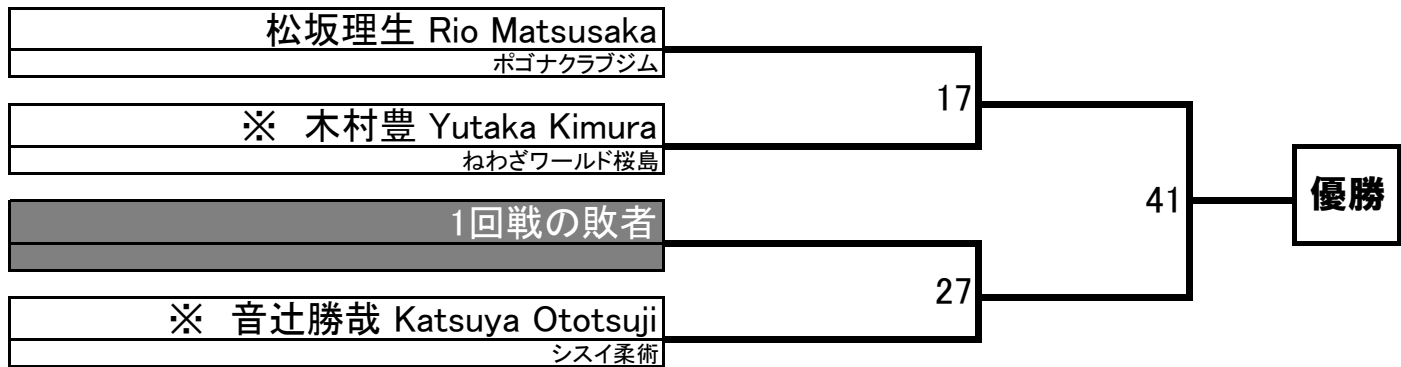 松坂理生 Rio Matsusaka
ポゴナクラブジム
17
※ 木村豊 Yutaka Kimura
ねわざワールド桜島
41
優勝
1回戦の敗者
27
※ 音辻勝哉 Katsuya Ototsuji
シスイ柔術